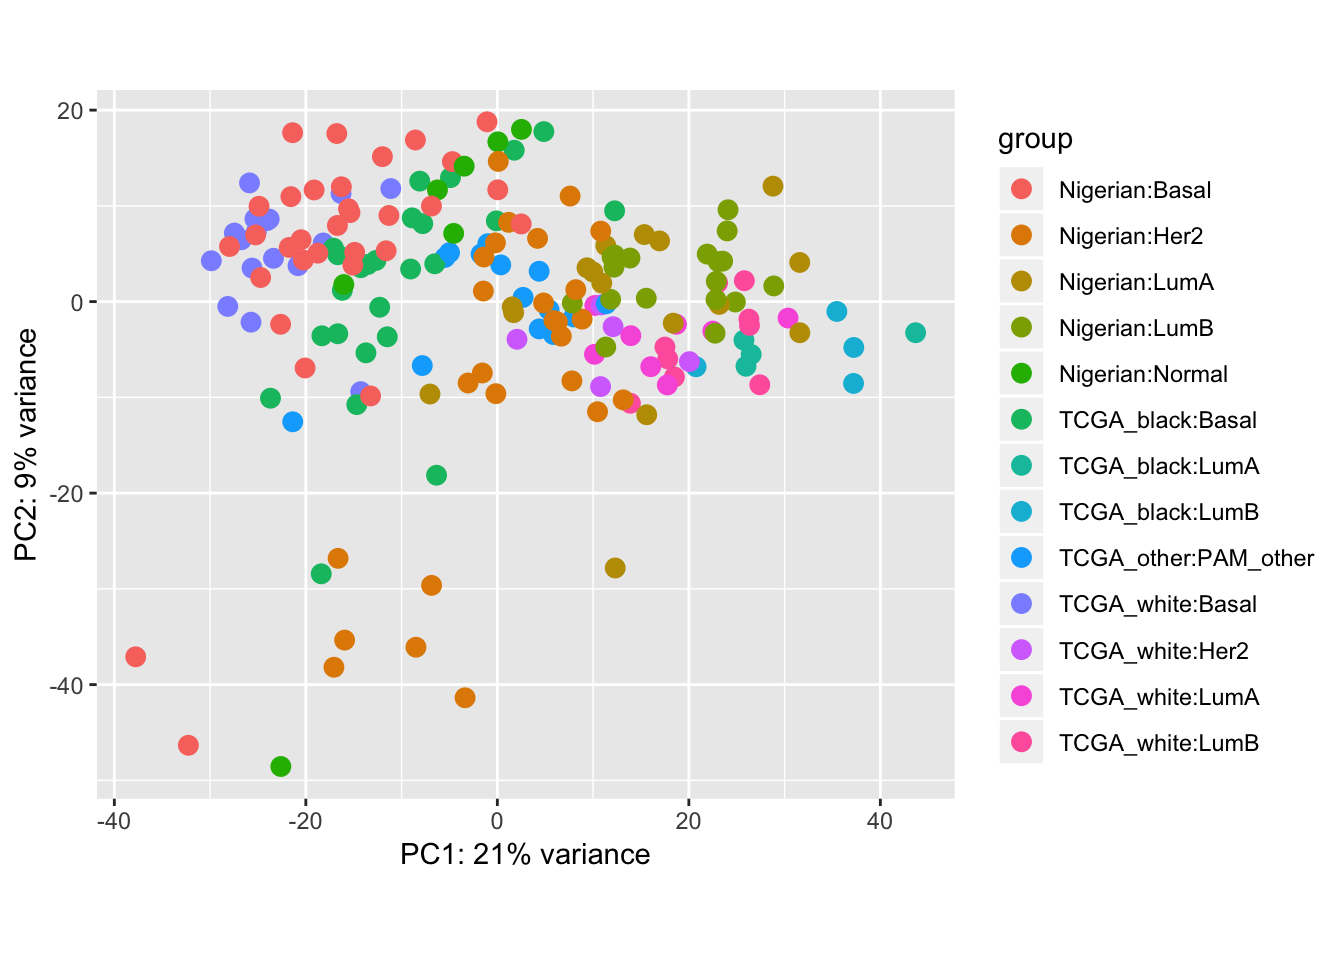 20
0
-20
-40
PC2: 9% variance
-40
-20
0
20
40
PC1: 21% variance
group
Nigerian:Basal
Nigerian:Her2
Nigerian:LumA
Nigerian:LumB
Nigerian:Normal
TCGA_black:Basal
TCGA_black:LumA
TCGA_black:LumB
TCGA_other:PAM_other
TCGA_white:Basal
TCGA_white:Her2
TCGA_white:LumA
TCGA_white:LumB